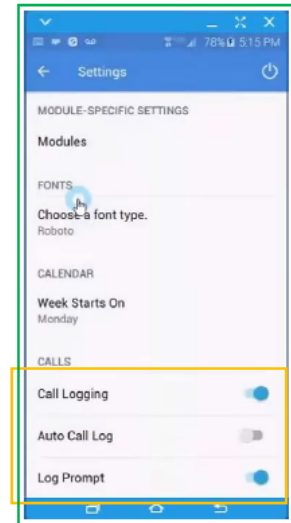 78% 5:15 PM
Settings
MODULE-SPECIFIC SETTINGS
Modules
FONTS
Choose a font type.
Roboto
CALENDAR
Week Starts On
Monday
CALLS
Call Logging
Auto Call Log
Log Prompt